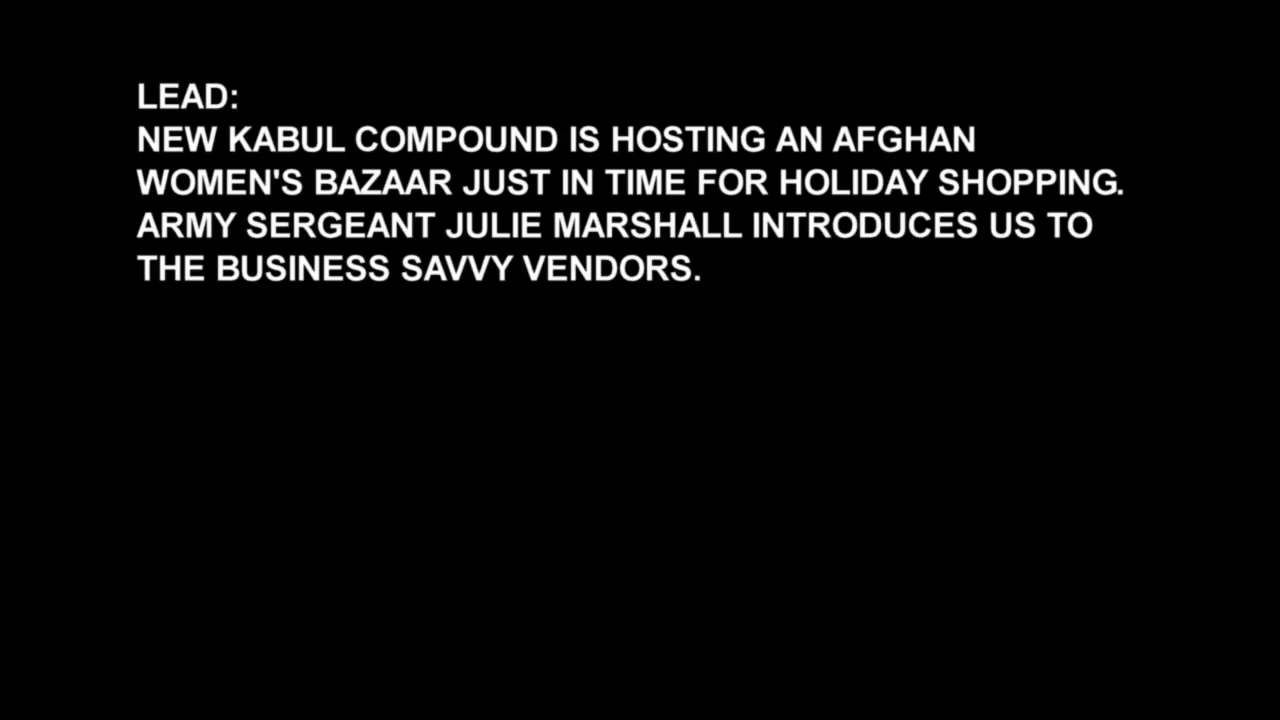 LEAD:
NEW KABUL COMPOUND IS HOSTING AN AFGHAN
WOMEN'S BAZAAR JUST IN TIME FOR HOLIDAY SHOPPING.
ARMY SERGEANT JULIE MARSHALL INTRODUCES US TO
THE BUSINESS SAVVY VENDORS.